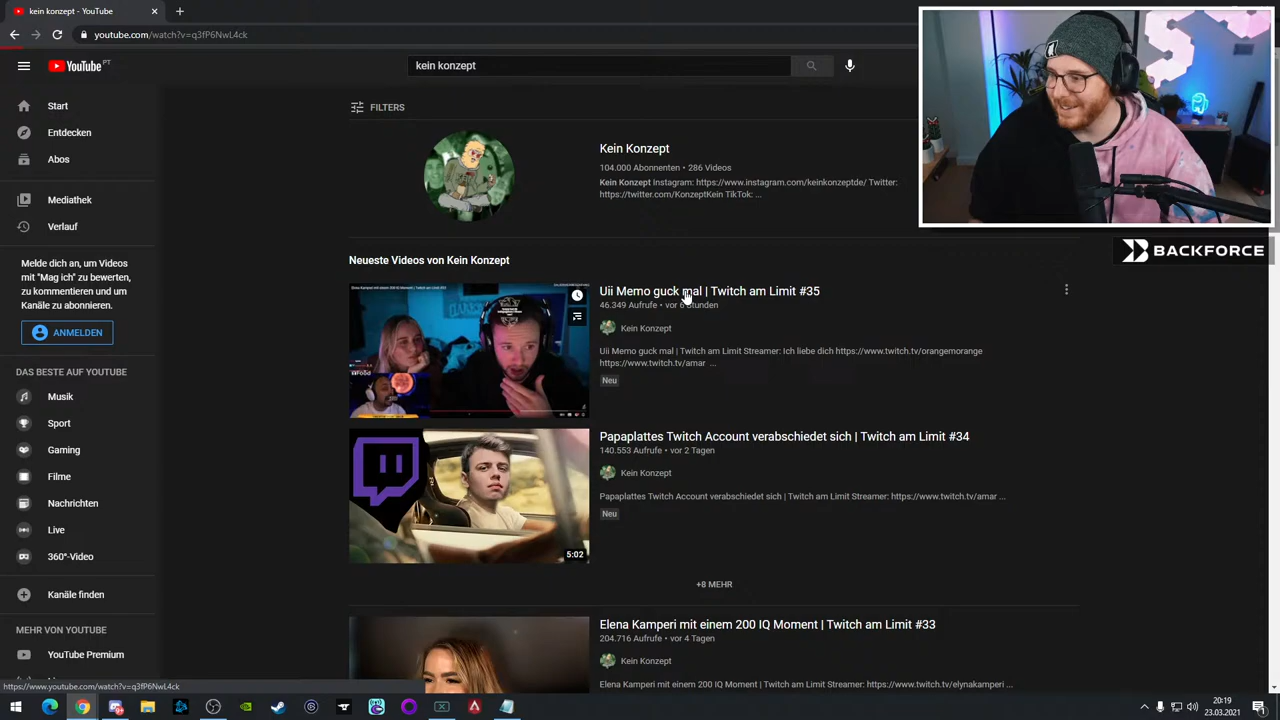 kein konzept - YouTube
youtube.com/watch?v=q3fP6NwL4ck
YouTube PT
kein konzept
Start
Entdecken
Abos
Mediathek
Verlauf
Melde dich an, um Videos
mit "Mag ich" zu bewerten,
zu kommentieren und um
Kanäle zu abonnieren.
ANMELDEN
DAS BESTE AUF YOUTUBE
Musik
Sport
Gaming
Filme
Nachrichten
Live
360°-Video
Kanäle finden
MEHR VON YOUTUBE
YouTube Premium
FILTERS
Kein Konzept
104.000 Abonnenten • 286 Videos
Kein Konzept Instagram: https://www.instagram.com/keinkonzeptde/ Twitter:
https://twitter.com/KonzeptKein TikTok: ...
BACKFORCE
Neueste Videos von Kein Konzept
Uii Memo guck mal | Twitch am Limit #35
46.349 Aufrufe • vor 6 Stunden
Kein Konzept
Uii Memo guck mal | Twitch am Limit Streamer: Ich liebe dich https://www.twitch.tv/orangemorange
https://www.twitch.tv/amar ...
Neu
Papaplattes Twitch Account verabschiedet sich | Twitch am Limit #34
140.553 Aufrufe • vor 2 Tagen
Kein Konzept
Papaplattes Twitch Account verabschiedet sich | Twitch am Limit Streamer: https://www.twitch.tv/amar ...
Neu
5:02
+8 MEHR
Elena Kamperi mit einem 200 IQ Moment | Twitch am Limit #33
204.716 Aufrufe • vor 4 Tagen
Kein Konzept
Elena Kamperi mit einem 200 IQ Moment | Twitch am Limit Streamer: https://www.twitch.tv/elynakamperi ...
https://www.youtube.com/watch?v=q3fP6NwL4ck
20:19
23.03.2021